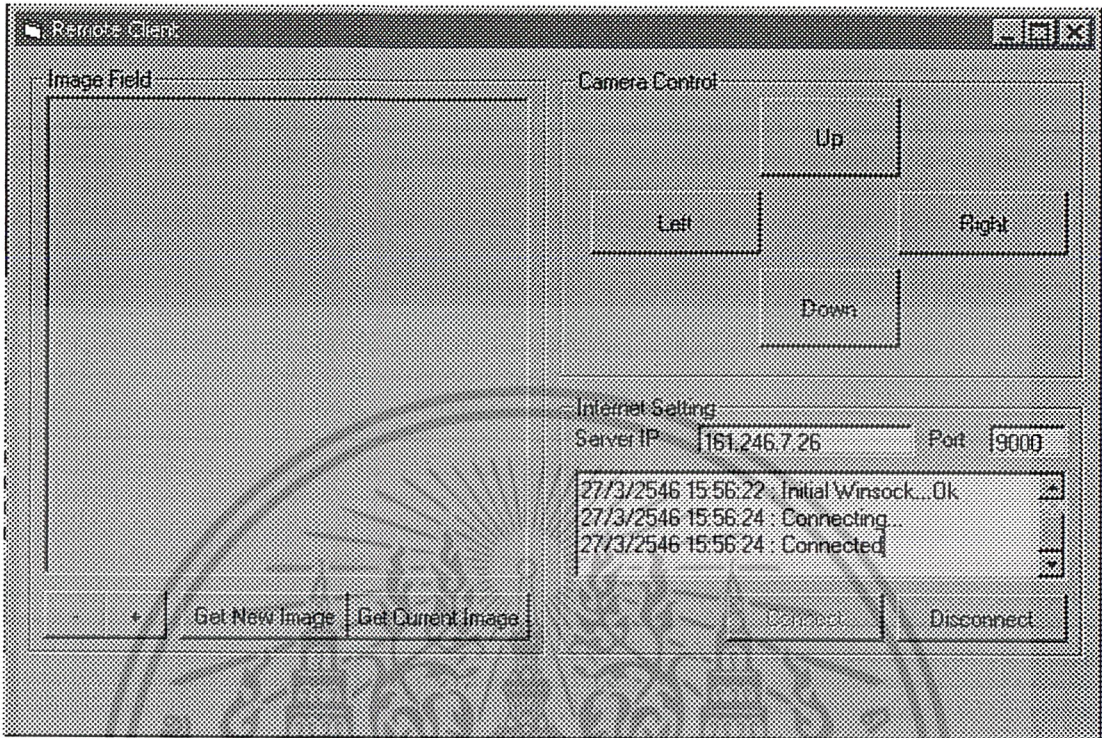 Remote Client
Image Field
- + Get New Image Get Current Image
Camera Control
Up
Left Right
Down
Internet Setting
Server IP 161.246.7.26 Port 9000
27/3/2546 15:56:22 : Initial Winsock...Ok
27/3/2546 15:56:24 : Connecting...
27/3/2546 15:56:24 : Connected
Connect Disconnect